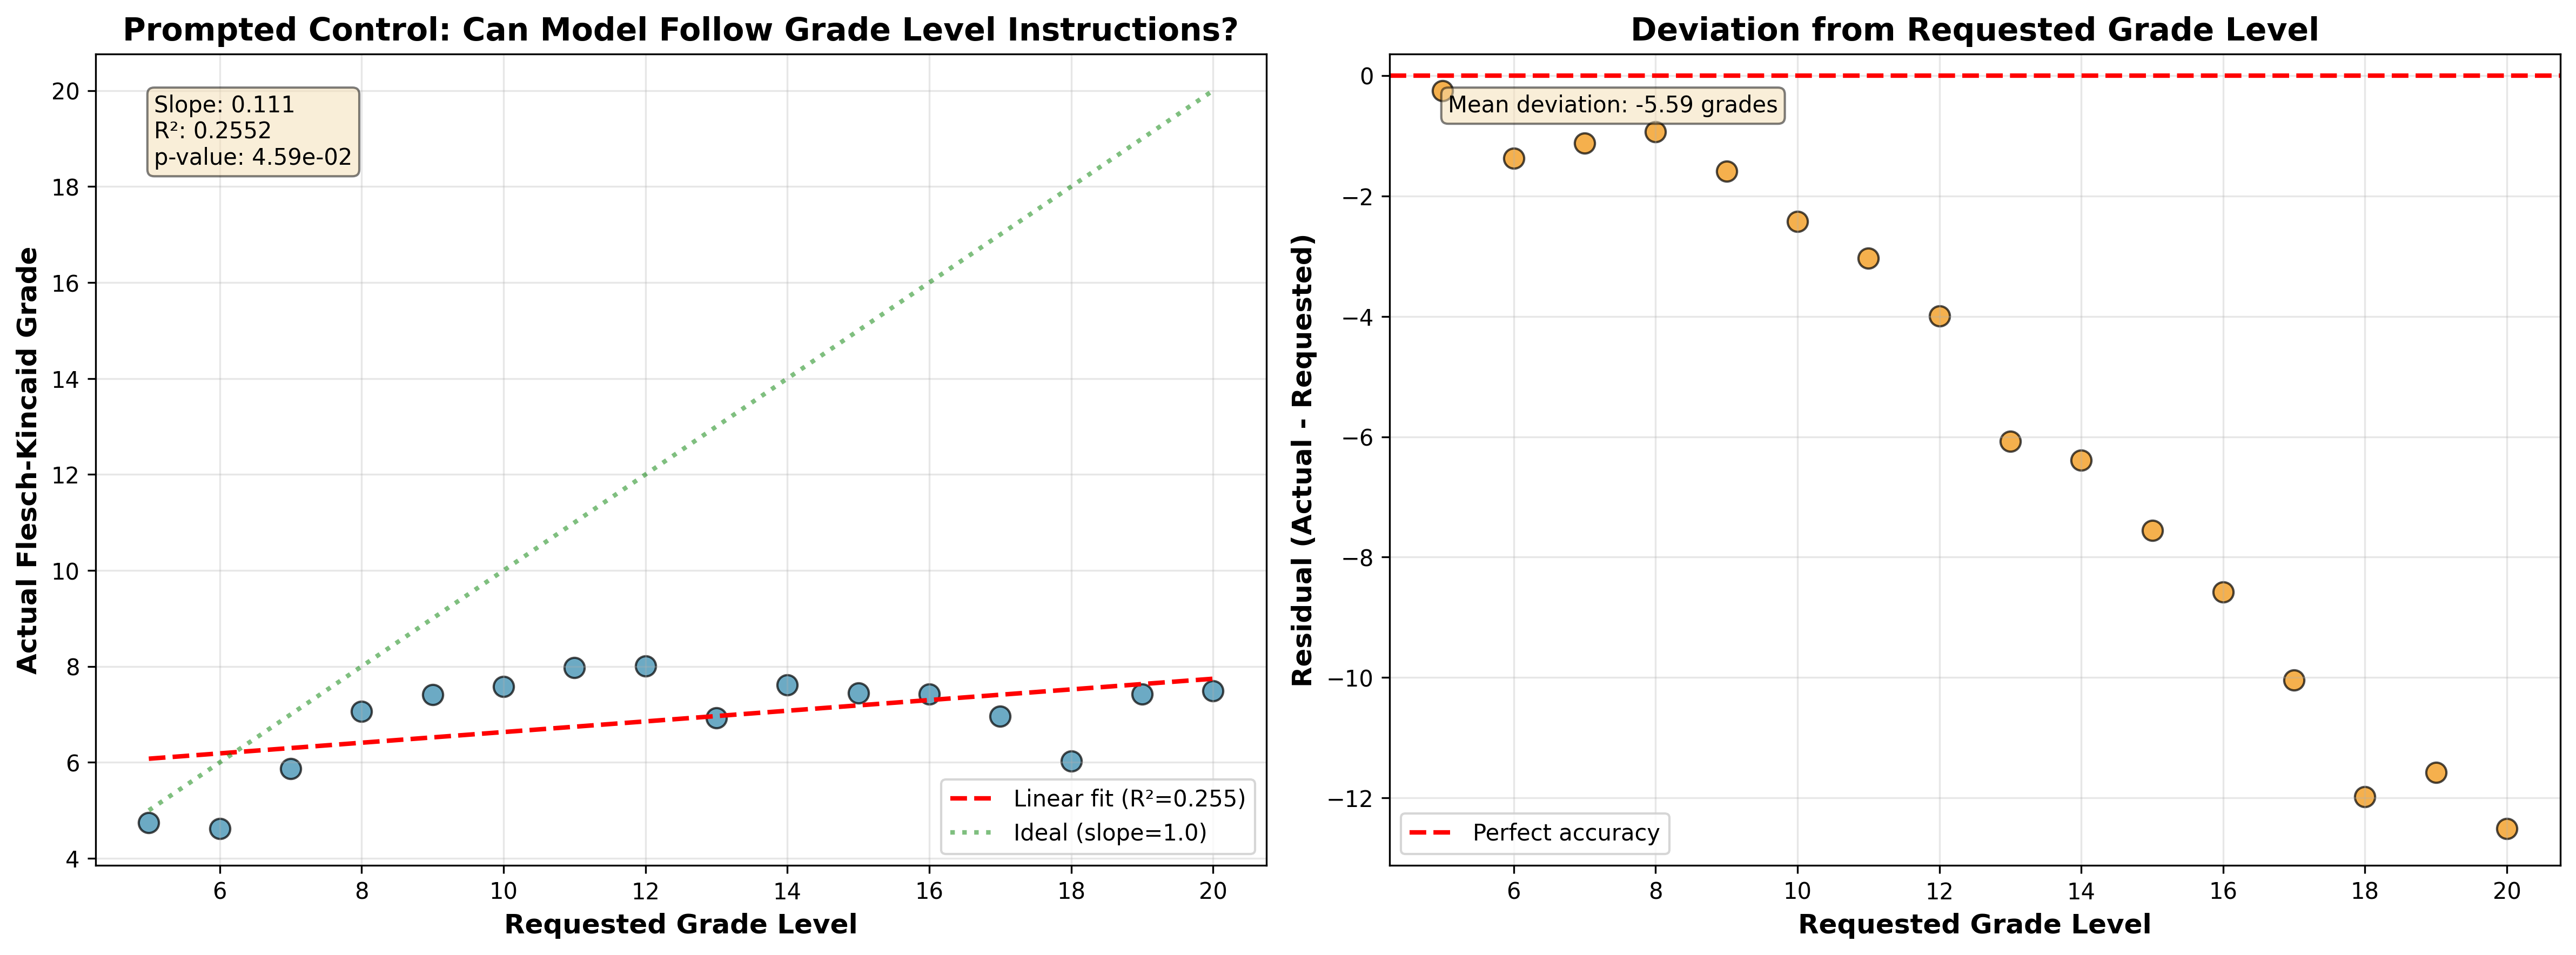 Prompted Control: Can Model Follow Grade Level Instructions?
Slope: 0.111
R²: 0.2552
p-value: 4.59e-02
Actual Flesch-Kincaid Grade
20
18
16
14
12
10
8
6
4
Linear fit (R²=0.255)
Ideal (slope=1.0)
6 8 10 12 14 16 18 20
Requested Grade Level
Deviation from Requested Grade Level
Mean deviation: -5.59 grades
Residual (Actual - Requested)
0
−2
−4
−6
−8
−10
−12
Perfect accuracy
6 8 10 12 14 16 18 20
Requested Grade Level